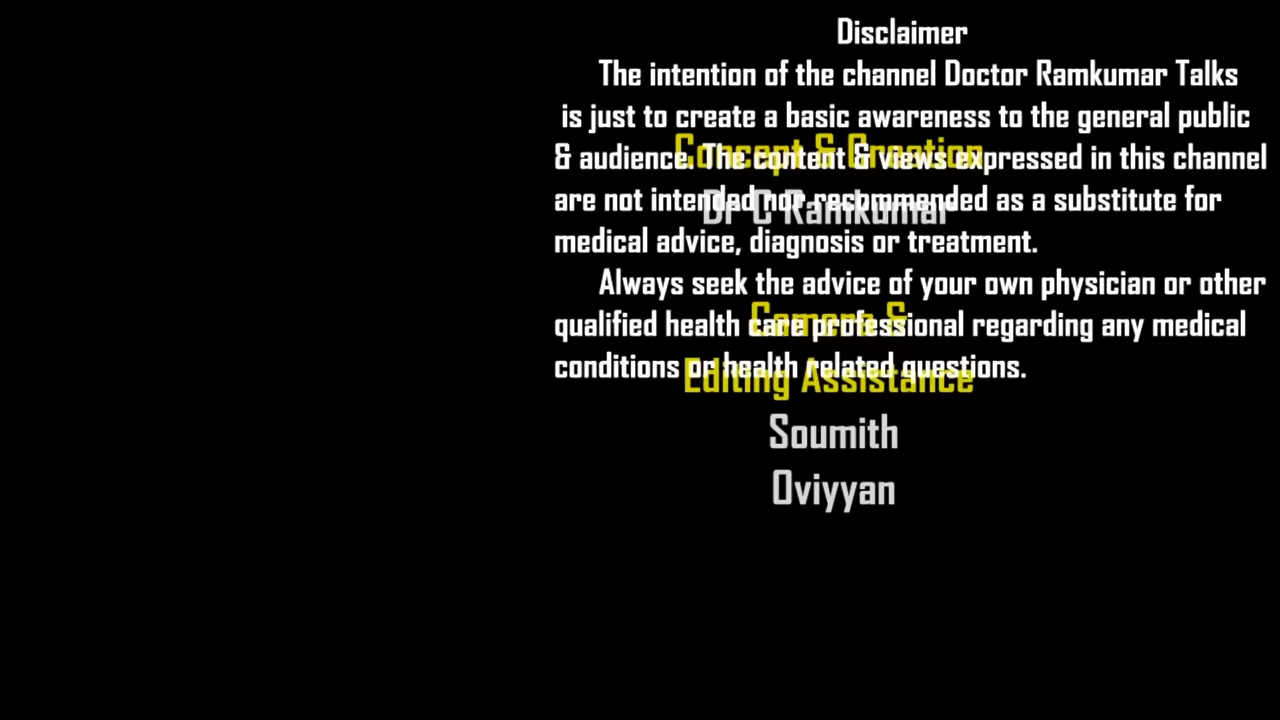 Disclaimer
The intention of the channel Doctor Ramkumar Talks
is just to create a basic awareness to the general public
& audience. The content & views expressed in this channel
are not intended nor recommended as a substitute for
medical advice, diagnosis or treatment.
Always seek the advice of your own physician or other
qualified health care professional regarding any medical
conditions or health related questions.
Concept & Creation
Dr C Ramkumar
Camera &
Editing Assistance
Soumith
Oviyyan